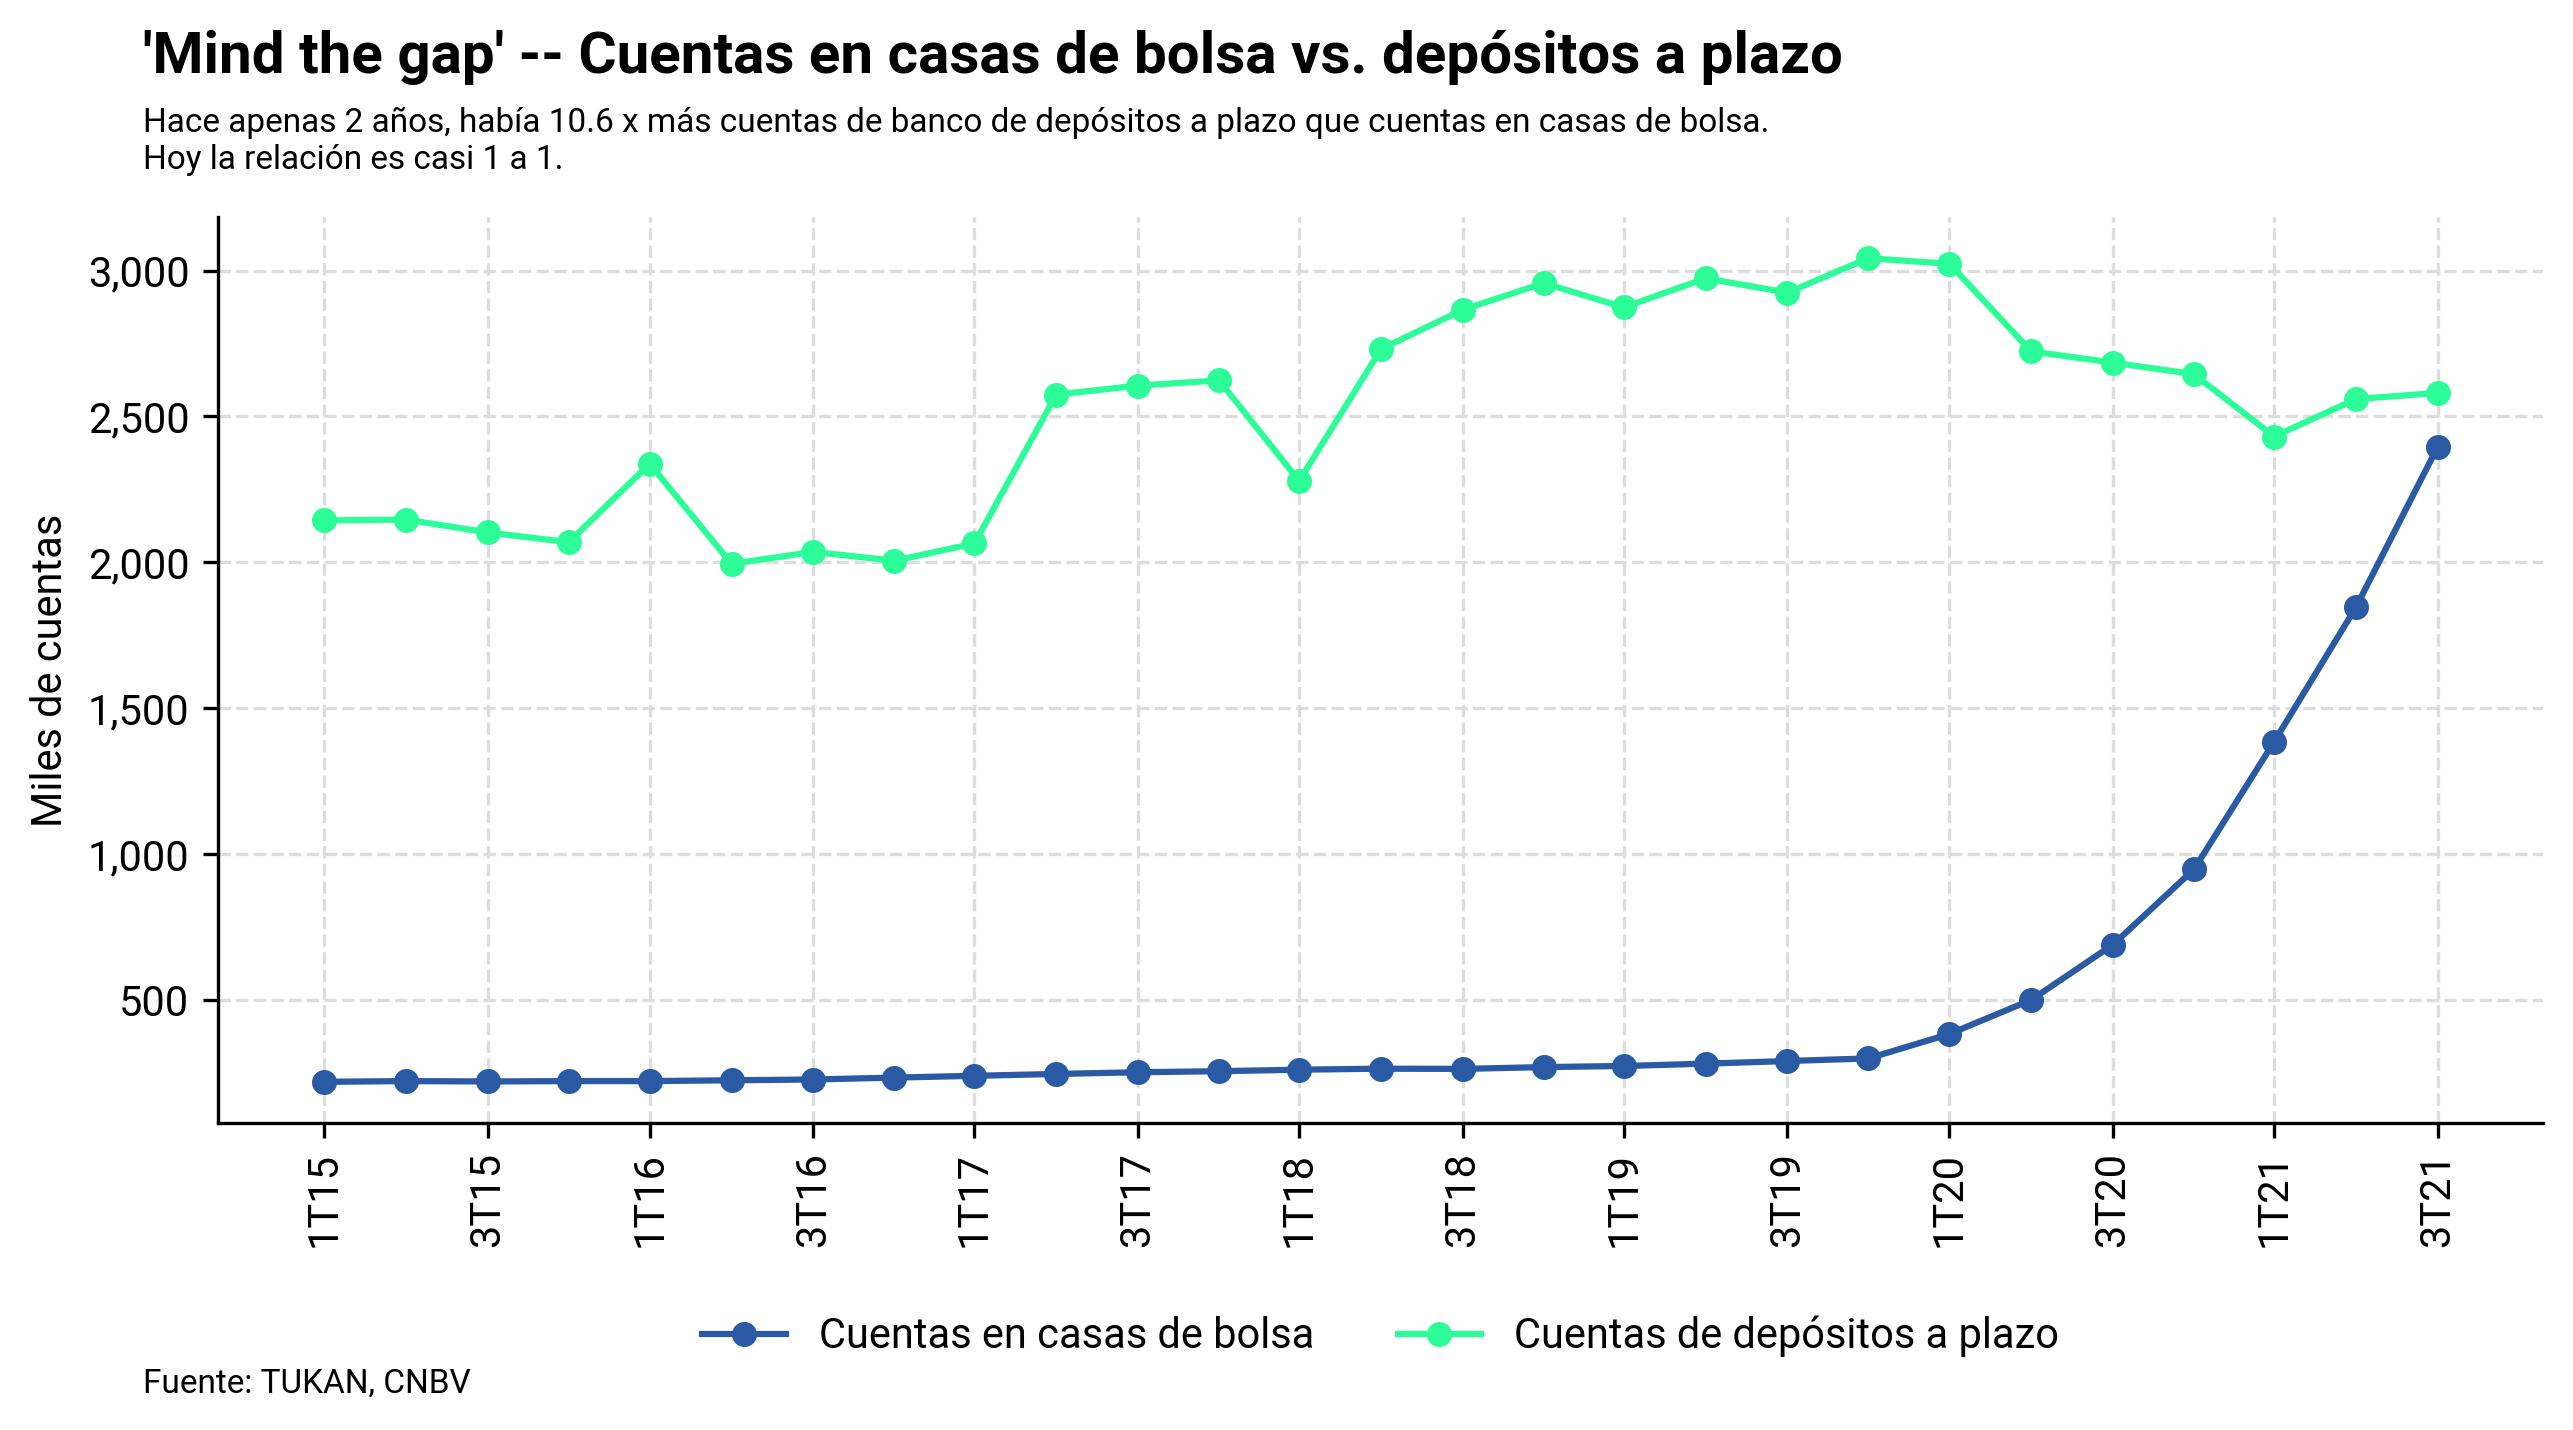 'Mind the gap' -- Cuentas en casas de bolsa vs. depósitos a plazo
Hace apenas 2 años, había 10.6 x más cuentas de banco de depósitos a plazo que cuentas en casas de bolsa.
Hoy la relación es casi 1 a 1.
Miles de cuentas
3,000
2,500
2,000
1,500
1,000
500
1T15
3T15
1T16
3T16
1T17
3T17
1T18
3T18
1T19
3T19
1T20
3T20
1T21
3T21
Cuentas en casas de bolsa
Cuentas de depósitos a plazo
Fuente: TUKAN, CNBV